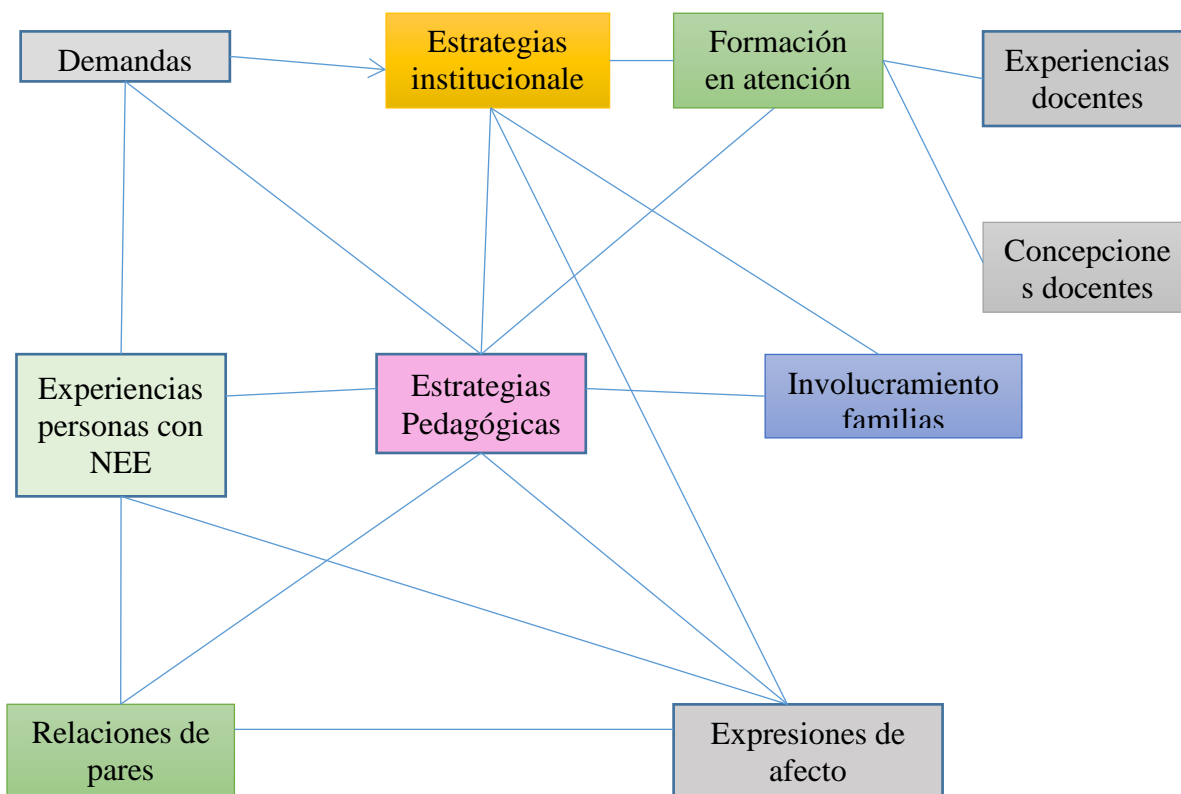 Demandas
Estrategias
institucionale
Formación
en atención
Experiencias
docentes
Concepcione
s docentes
Experiencias
personas con
NEE
Estrategias
Pedagógicas
Involucramiento
familias
Relaciones de
pares
Expresiones de
afecto